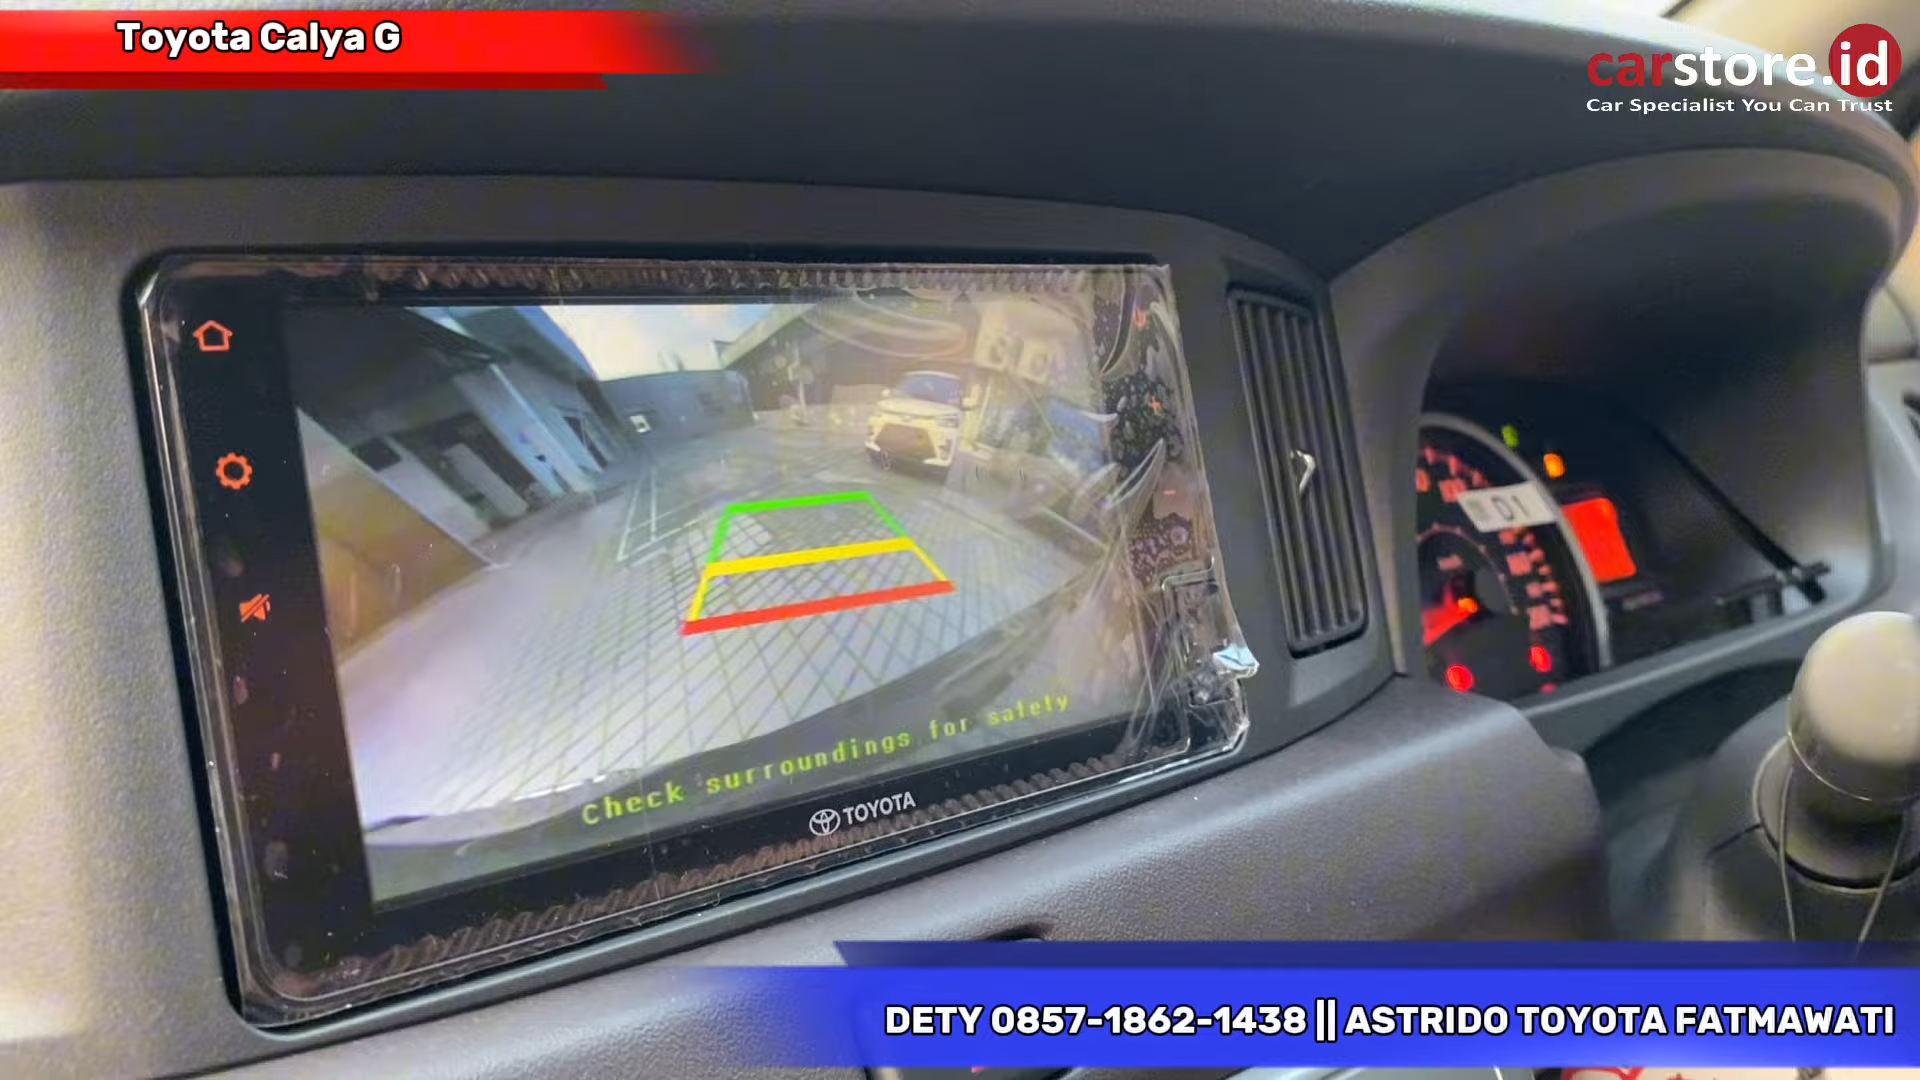 Toyota Calya G
carstore.id
Car Specialist You Can Trust
D1
Check surroundings for safety
TOYOTA
DETY 0857-1862-1438 || ASTRIDO TOYOTA FATMAWATI